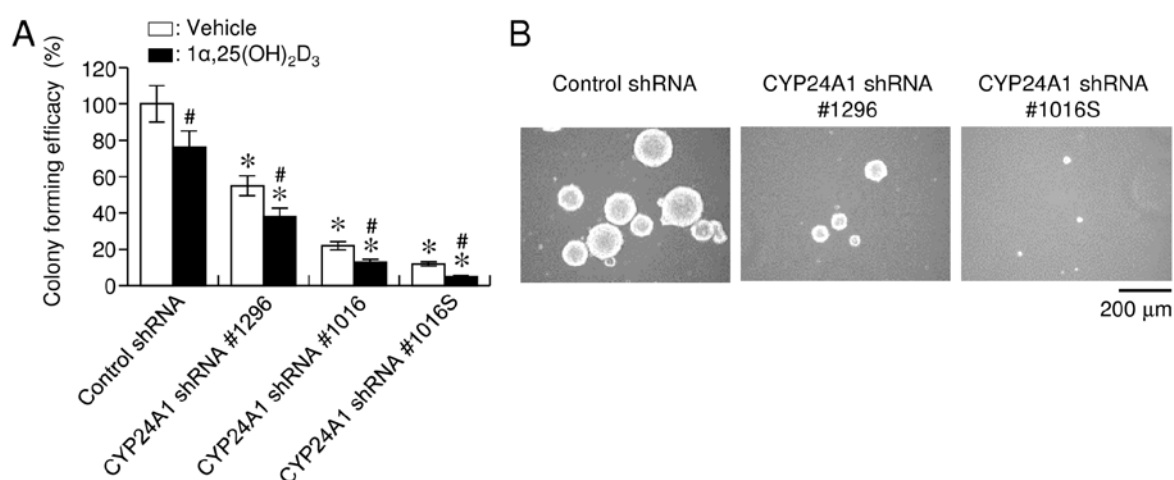 A
: Vehicle
: 1α,25(OH)₂D₃
Colony forming efficacy (%)
120
100
80
60
40
20
0
#
*
#
*
*
#
*
*
#
*
Control shRNA
CYP24A1 shRNA #1296
CYP24A1 shRNA #1016
CYP24A1 shRNA #1016S
B
Control shRNA
CYP24A1 shRNA
#1296
CYP24A1 shRNA
#1016S
200 μm